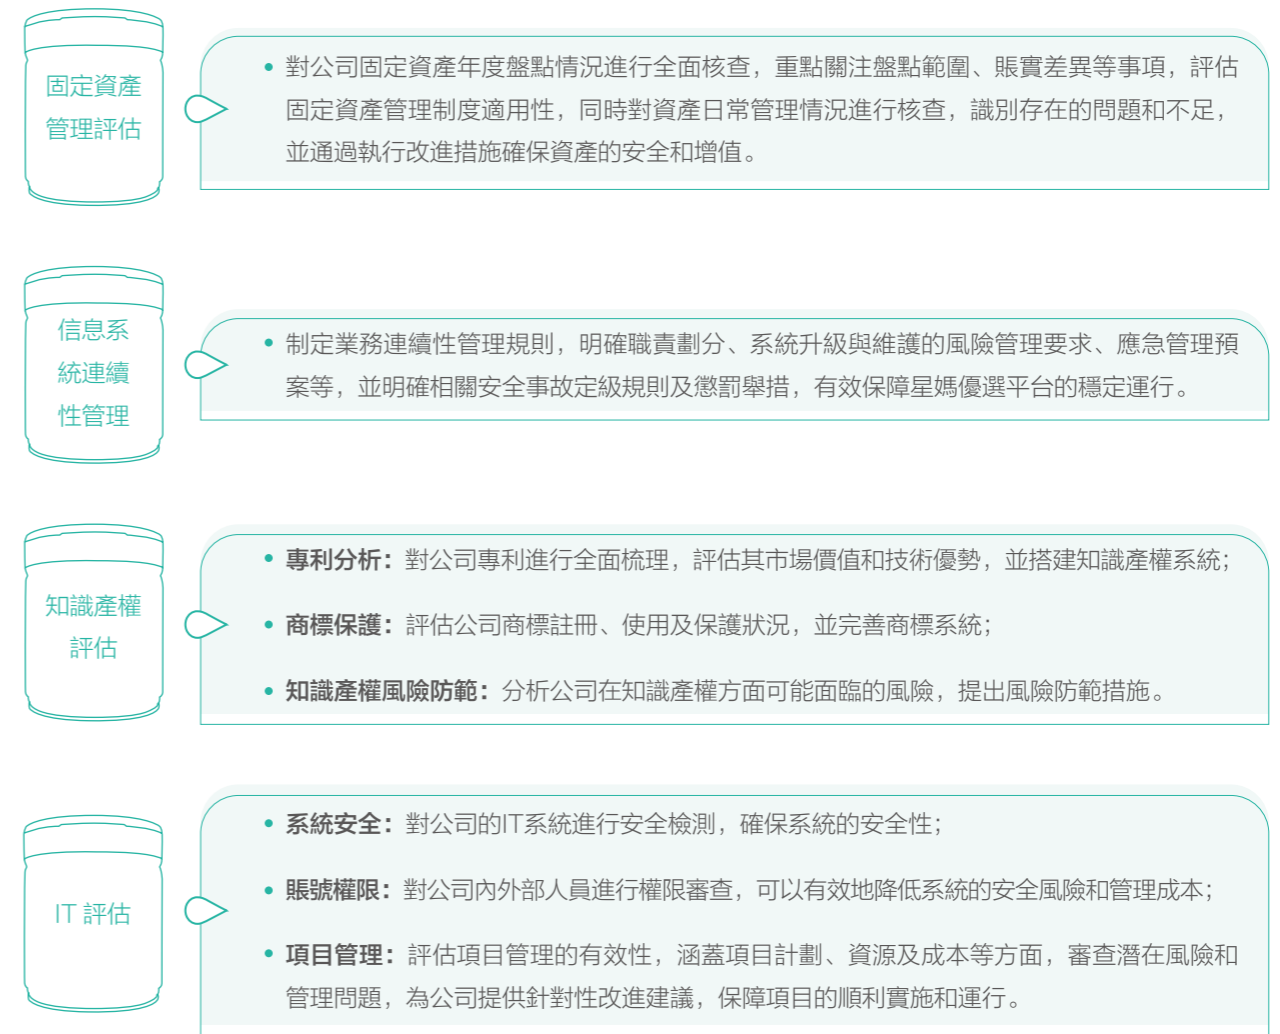 固定資產
管理評估
• 對公司固定資產年度盤點情況進行全面核查，重點關注盤點範圍、賬實差異等事項，評估
固定資產管理制度適用性，同時對資產日常管理情況進行核查，識別存在的問題和不足，
並通過執行改進措施確保資產的安全和增值。
信息系
統連續
性管理
• 制定業務連續性管理規則，明確職責劃分、系統升級與維護的風險管理要求、應急管理預
案等，並明確相關安全事故定級規則及懲罰舉措，有效保障星媽優選平台的穩定運行。
知識產權
評估
• 專利分析：對公司專利進行全面梳理，評估其市場價值和技術優勢，並搭建知識產權系統；
• 商標保護：評估公司商標註冊、使用及保護狀況，並完善商標系統；
• 知識產權風險防範：分析公司在知識產權方面可能面臨的風險，提出風險防範措施。
IT 評估
• 系統安全：對公司的IT系統進行安全檢測，確保系統的安全性；
• 賬號權限：對公司內外部人員進行權限審查，可以有效地降低系統的安全風險和管理成本；
• 項目管理：評估項目管理的有效性，涵蓋項目計劃、資源及成本等方面，審查潛在風險和
管理問題，為公司提供針對性改進建議，保障項目的順利實施和運行。